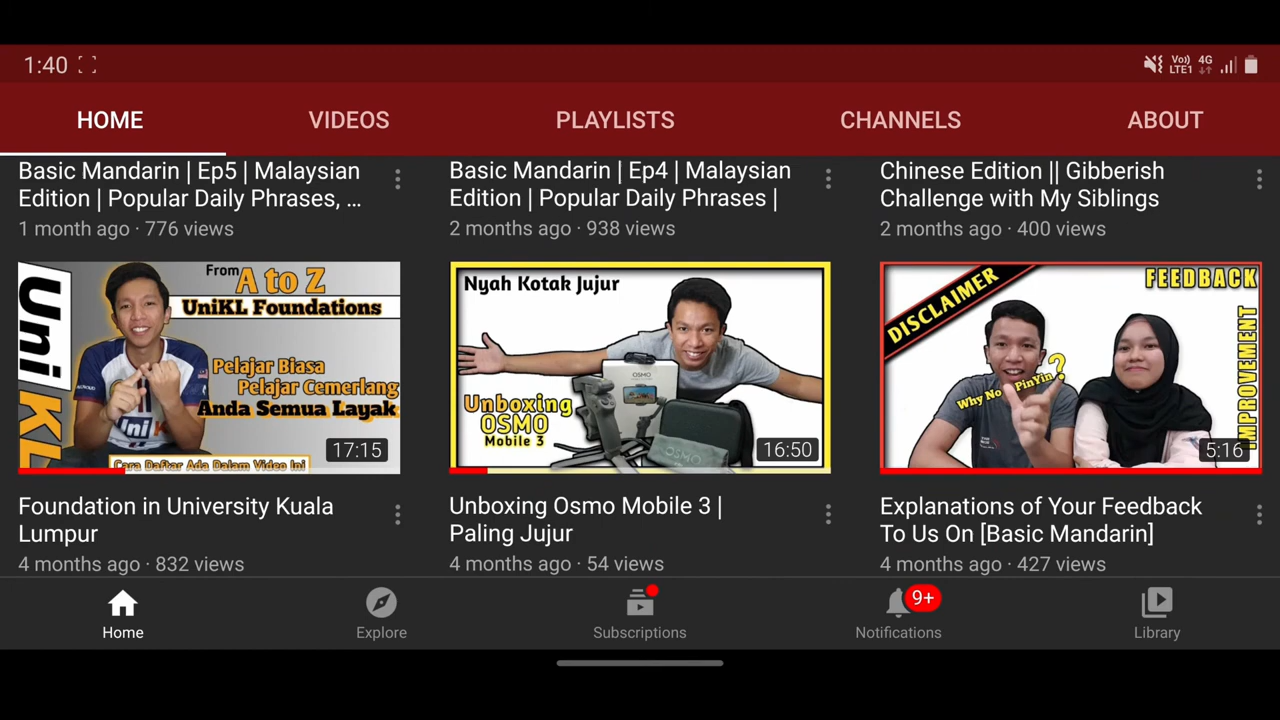 1:40
Vo)) 4G
LTE1
HOME VIDEOS PLAYLISTS CHANNELS ABOUT
Basic Mandarin | Ep5 | Malaysian
Edition | Popular Daily Phrases, ...
1 month ago · 776 views
Basic Mandarin | Ep4 | Malaysian
Edition | Popular Daily Phrases |
2 months ago · 938 views
Chinese Edition || Gibberish
Challenge with My Siblings
2 months ago · 400 views
Uni
KL
From A to Z
UniKL Foundations
Pelajar Biasa
Pelajar Cemerlang
Anda Semua Layak
Cara Daftar Ada Dalam Video Ini
17:15
Foundation in University Kuala
Lumpur
4 months ago · 832 views
Nyah Kotak Jujur
OSMO
Unboxing
OSMO
Mobile 3
16:50
Unboxing Osmo Mobile 3 |
Paling Jujur
4 months ago · 54 views
DISCLAIMER
FEEDBACK
IMPROVEMENT
Why No PinYin ?
5:16
Explanations of Your Feedback
To Us On [Basic Mandarin]
4 months ago · 427 views
9+
Home Explore Subscriptions Notifications Library